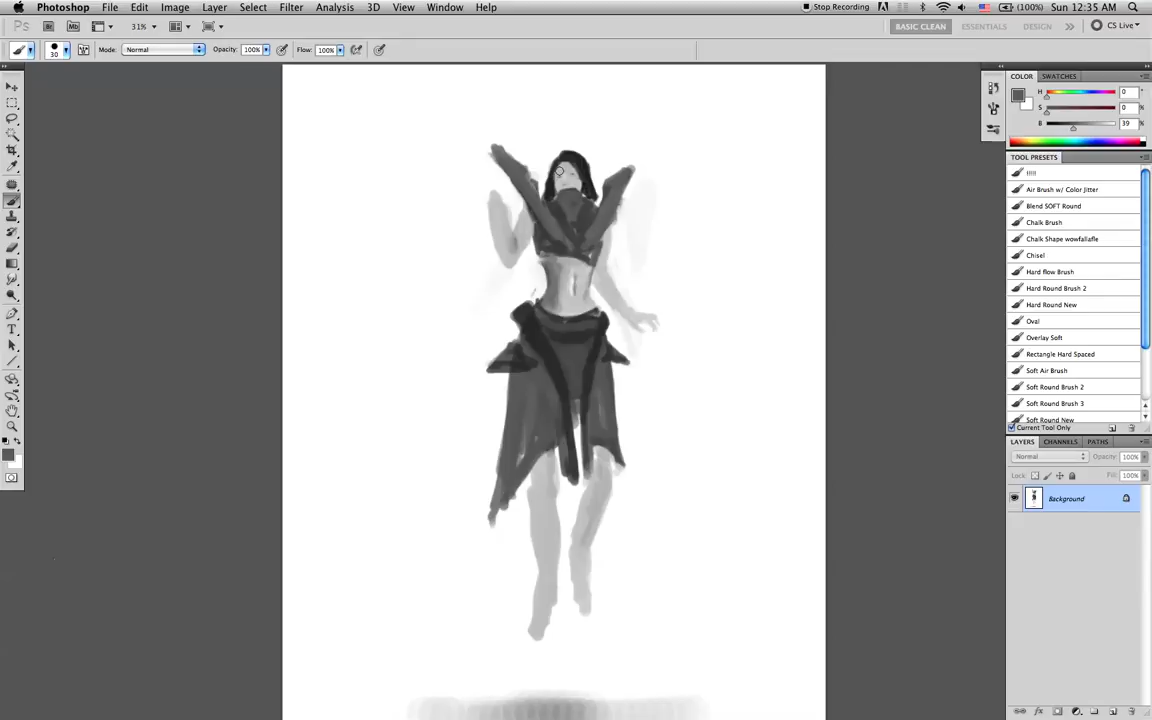 Photoshop File Edit Image Layer Select Filter Analysis 3D View Window Help Stop Recording (100%) Sun 12:35 AM
Ps Br Mb 31% BASIC CLEAN ESSENTIALS DESIGN >> CS Live
30 Mode: Normal Opacity: 100% Flow: 100%
COLOR SWATCHES
H 0 °
S 0 %
B 39 %
TOOL PRESETS
!!!!!
Air Brush w/ Color Jitter
Blend SOFT Round
Chalk Brush
Chalk Shape wowfallafle
Chisel
Hard flow Brush
Hard Round Brush 2
Hard Round New
Oval
Overlay Soft
Rectangle Hard Spaced
Soft Air Brush
Soft Round Brush 2
Soft Round Brush 3
Soft Round New
Current Tool Only
LAYERS CHANNELS PATHS
Normal Opacity: 100%
Lock: Fill: 100%
Background
fx